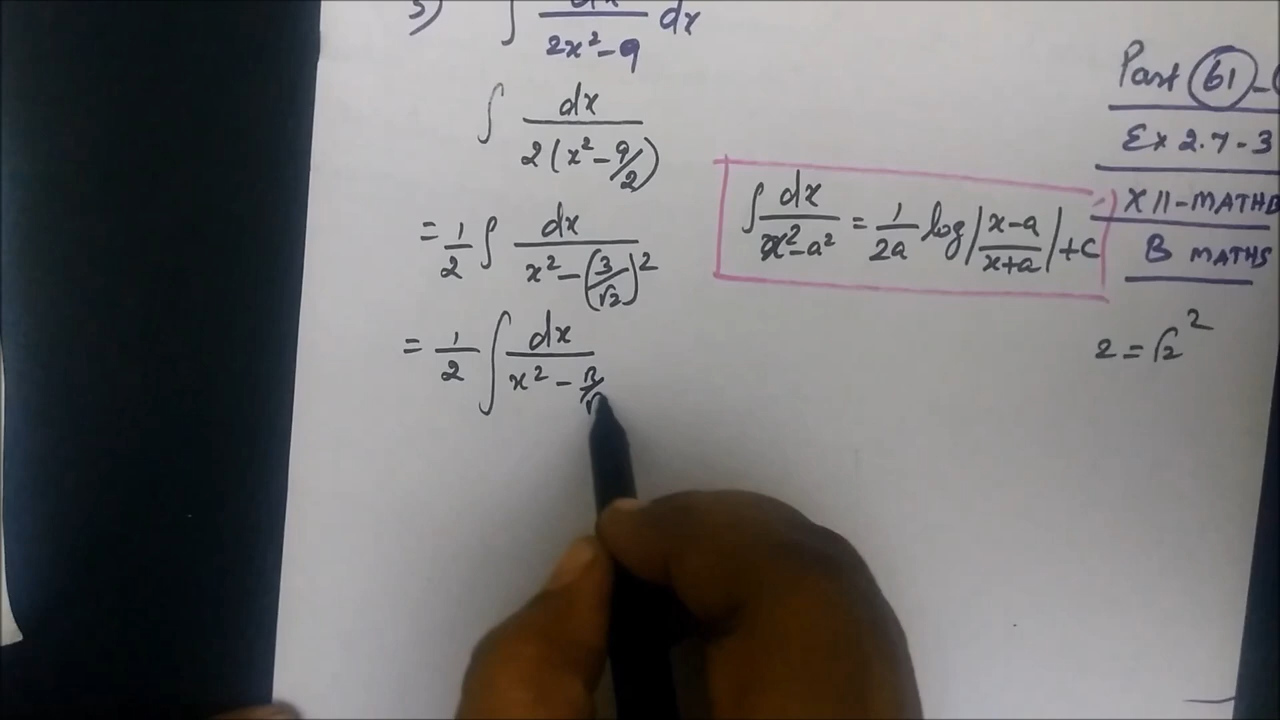 3) ∫ dx/(2x²-9) dx
∫ dx/(2(x²-9/2))
= 1/2 ∫ dx/(x²-(3/√2)²)
= 1/2 ∫ dx/(x²-
∫ dx/(x²-a²) = 1/2a log|(x-a)/(x+a)|+c
Part 61-
Ex 2.7-3
XII-MATHS
B MATHS
2=√2²